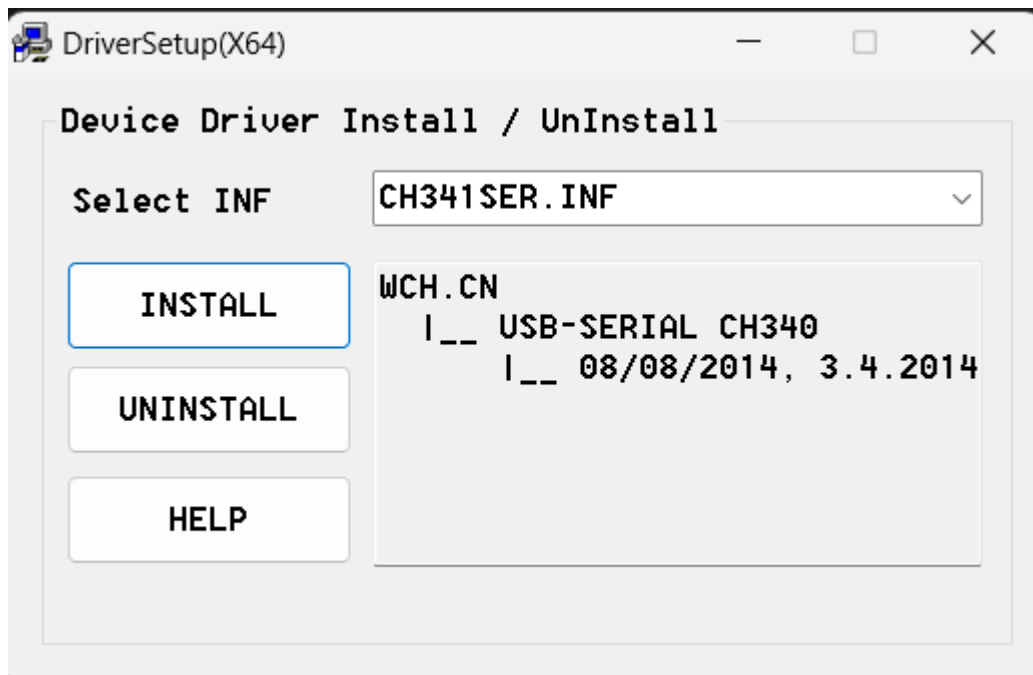 DriverSetup(X64)
Device Driver Install / UnInstall
Select INF
CH341SER.INF
INSTALL
UNINSTALL
HELP
WCH.CN
|__ USB-SERIAL CH340
|__ 08/08/2014, 3.4.2014